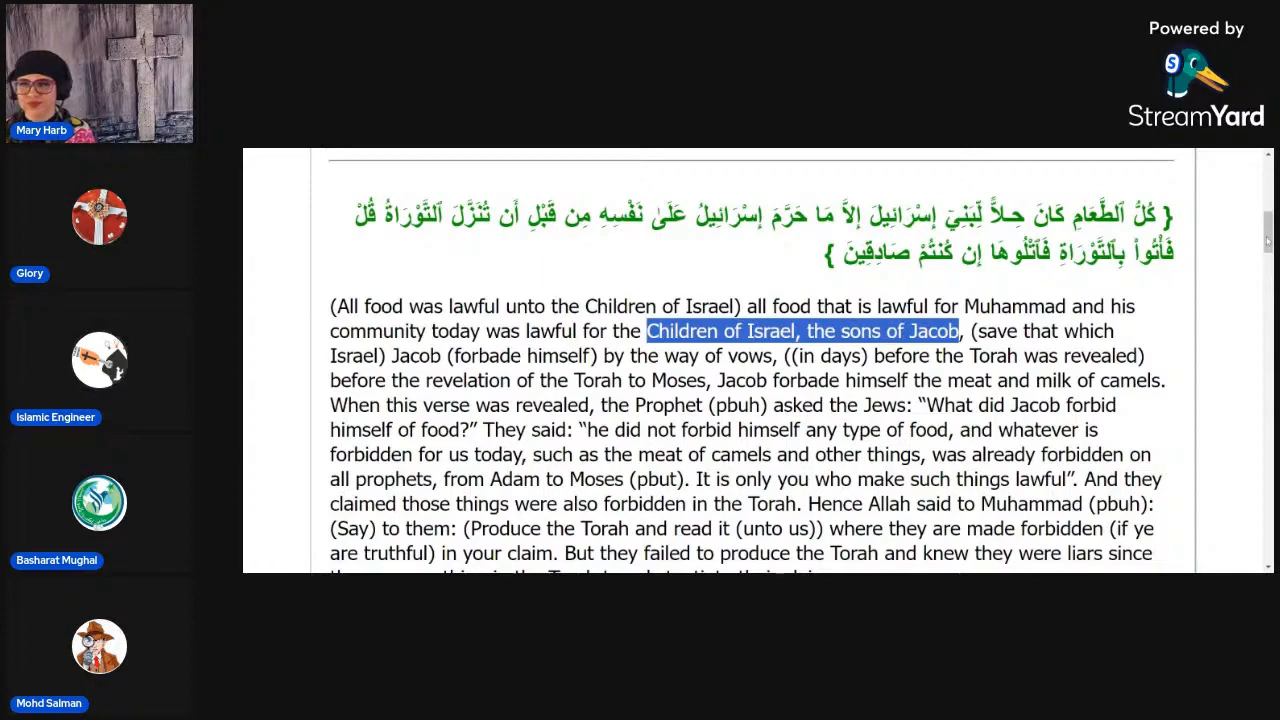 Mary Harb
Glory
Islamic Engineer
Basharat Mughal
Mohd Salman
Powered by
S
StreamYard
{ كُلُّ ٱلطَّعَامِ كَانَ حِـلاًّ لِّبَنِيۤ إِسْرَائِيلَ إِلاَّ مَا حَرَّمَ إِسْرَائِيلُ عَلَىٰ نَفْسِهِ مِن قَبْلِ أَن تُنَزَّلَ ٱلتَّوْرَاةُ قُلْ
فَأْتُواْ بِٱلتَّوْرَاةِ فَٱتْلُوهَا إِن كُنتُمْ صَادِقِينَ }
(All food was lawful unto the Children of Israel) all food that is lawful for Muhammad and his
community today was lawful for the Children of Israel, the sons of Jacob, (save that which
Israel) Jacob (forbade himself) by the way of vows, ((in days) before the Torah was revealed)
before the revelation of the Torah to Moses, Jacob forbade himself the meat and milk of camels.
When this verse was revealed, the Prophet (pbuh) asked the Jews: “What did Jacob forbid
himself of food?” They said: “he did not forbid himself any type of food, and whatever is
forbidden for us today, such as the meat of camels and other things, was already forbidden on
all prophets, from Adam to Moses (pbut). It is only you who make such things lawful”. And they
claimed those things were also forbidden in the Torah. Hence Allah said to Muhammad (pbuh):
(Say) to them: (Produce the Torah and read it (unto us)) where they are made forbidden (if ye
are truthful) in your claim. But they failed to produce the Torah and knew they were liars since